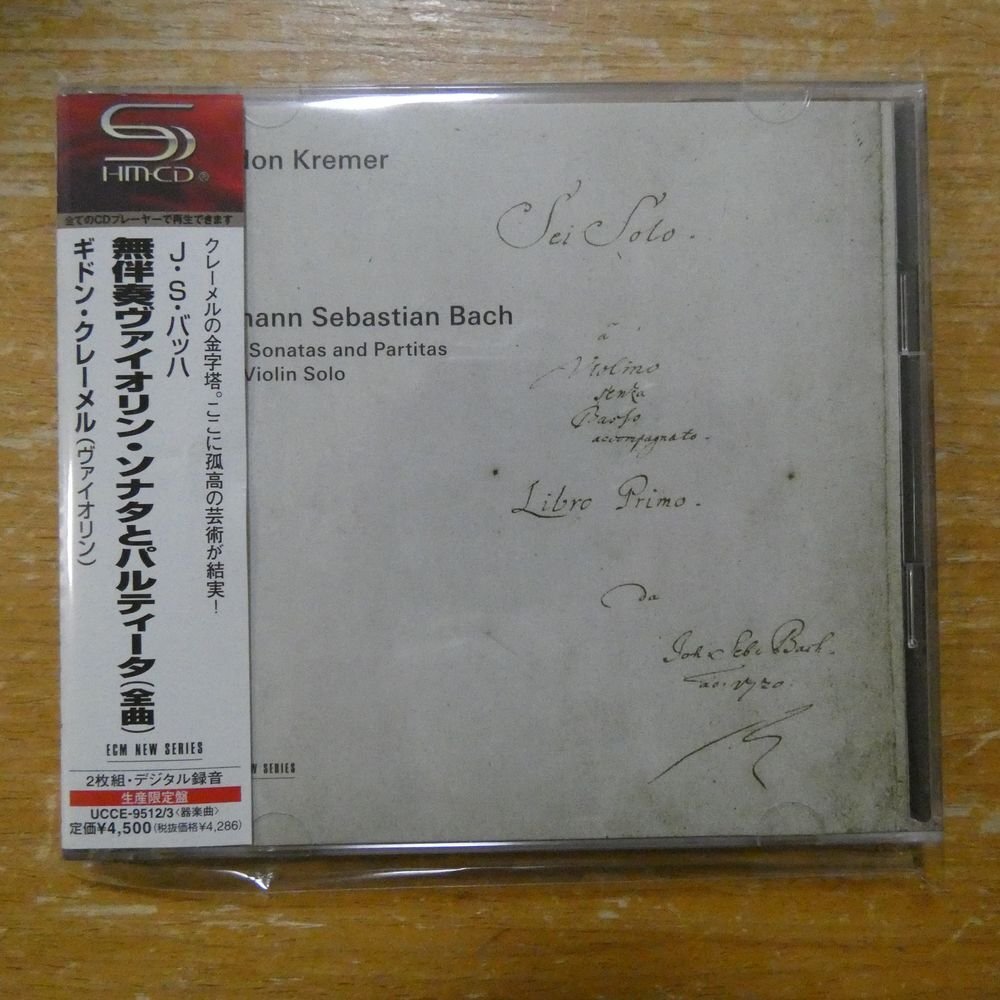 HM-CD®
全てのCDプレーヤーで再生できます
クレーメルの金字塔。ここに孤高の芸術が結実!
J・S・バッハ
無伴奏ヴァイオリン・ソナタとパルティータ(全曲)
ギドン・クレーメル(ヴァイオリン)
ECM NEW SERIES
2枚組・デジタル録音
生産限定盤
UCCE-9512/3〈器楽曲〉
定価¥4,500(税抜価格¥4,286)
don Kremer
mann Sebastian Bach
Sonatas and Partitas
Violin Solo
W SERIES
Sei Solo.
â
Violino
senza
Basso
accompagnato.
Libro Primo.
da
Joh. Seb. Bach.
ao. 1720.